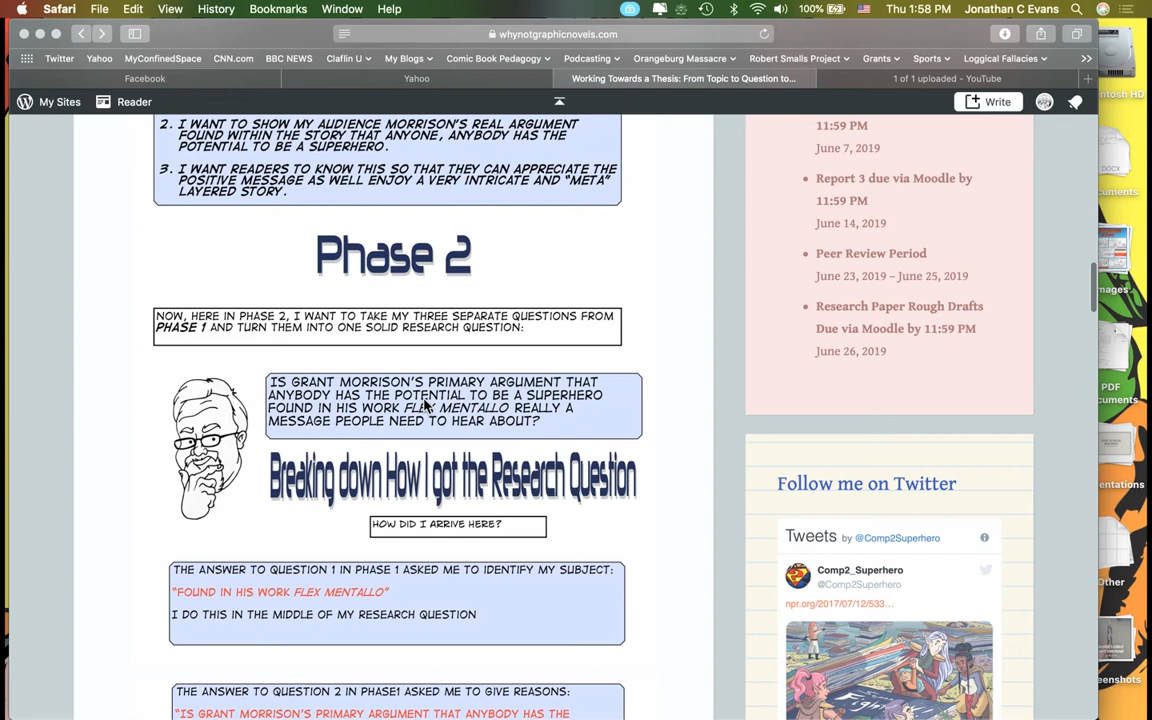 Safari File Edit View History Bookmarks Window Help 100% Thu 1:58 PM Jonathan C Evans
whynotgraphicnovels.com
Twitter Yahoo MyConfinedSpace CNN.com BBC NEWS Claflin U My Blogs Comic Book Pedagogy Podcasting Orangeburg Massacre Robert Smalls Project Grants Sports Loggical Fallacies
Facebook Yahoo Working Towards a Thesis: From Topic to Question to... 1 of 1 uploaded - YouTube
My Sites Reader Write
2. I WANT TO SHOW MY AUDIENCE MORRISON'S REAL ARGUMENT
FOUND WITHIN THE STORY THAT ANYONE, ANYBODY HAS THE
POTENTIAL TO BE A SUPERHERO.
3. I WANT READERS TO KNOW THIS SO THAT THEY CAN APPRECIATE THE
POSITIVE MESSAGE AS WELL ENJOY A VERY INTRICATE AND "META"
LAYERED STORY.
Phase 2
NOW, HERE IN PHASE 2, I WANT TO TAKE MY THREE SEPARATE QUESTIONS FROM
PHASE 1 AND TURN THEM INTO ONE SOLID RESEARCH QUESTION:
IS GRANT MORRISON'S PRIMARY ARGUMENT THAT
ANYBODY HAS THE POTENTIAL TO BE A SUPERHERO
FOUND IN HIS WORK FLEX MENTALLO REALLY A
MESSAGE PEOPLE NEED TO HEAR ABOUT?
Breaking down How I got the Research Question
HOW DID I ARRIVE HERE?
THE ANSWER TO QUESTION 1 IN PHASE 1 ASKED ME TO IDENTIFY MY SUBJECT:
"FOUND IN HIS WORK FLEX MENTALLO"
I DO THIS IN THE MIDDLE OF MY RESEARCH QUESTION
THE ANSWER TO QUESTION 2 IN PHASE1 ASKED ME TO GIVE REASONS:
"IS GRANT MORRISON'S PRIMARY ARGUMENT THAT ANYBODY HAS THE
11:59 PM
June 7, 2019
Report 3 due via Moodle by
11:59 PM
June 14, 2019
Peer Review Period
June 23, 2019 – June 25, 2019
Research Paper Rough Drafts
Due via Moodle by 11:59 PM
June 26, 2019
Follow me on Twitter
Tweets by @Comp2Superhero
Comp2_Superhero
@Comp2Superhero
npr.org/2017/07/12/533…
ntosh HD
DOCX
cuments
mages
PDF
cuments
entations
Other
eenshots